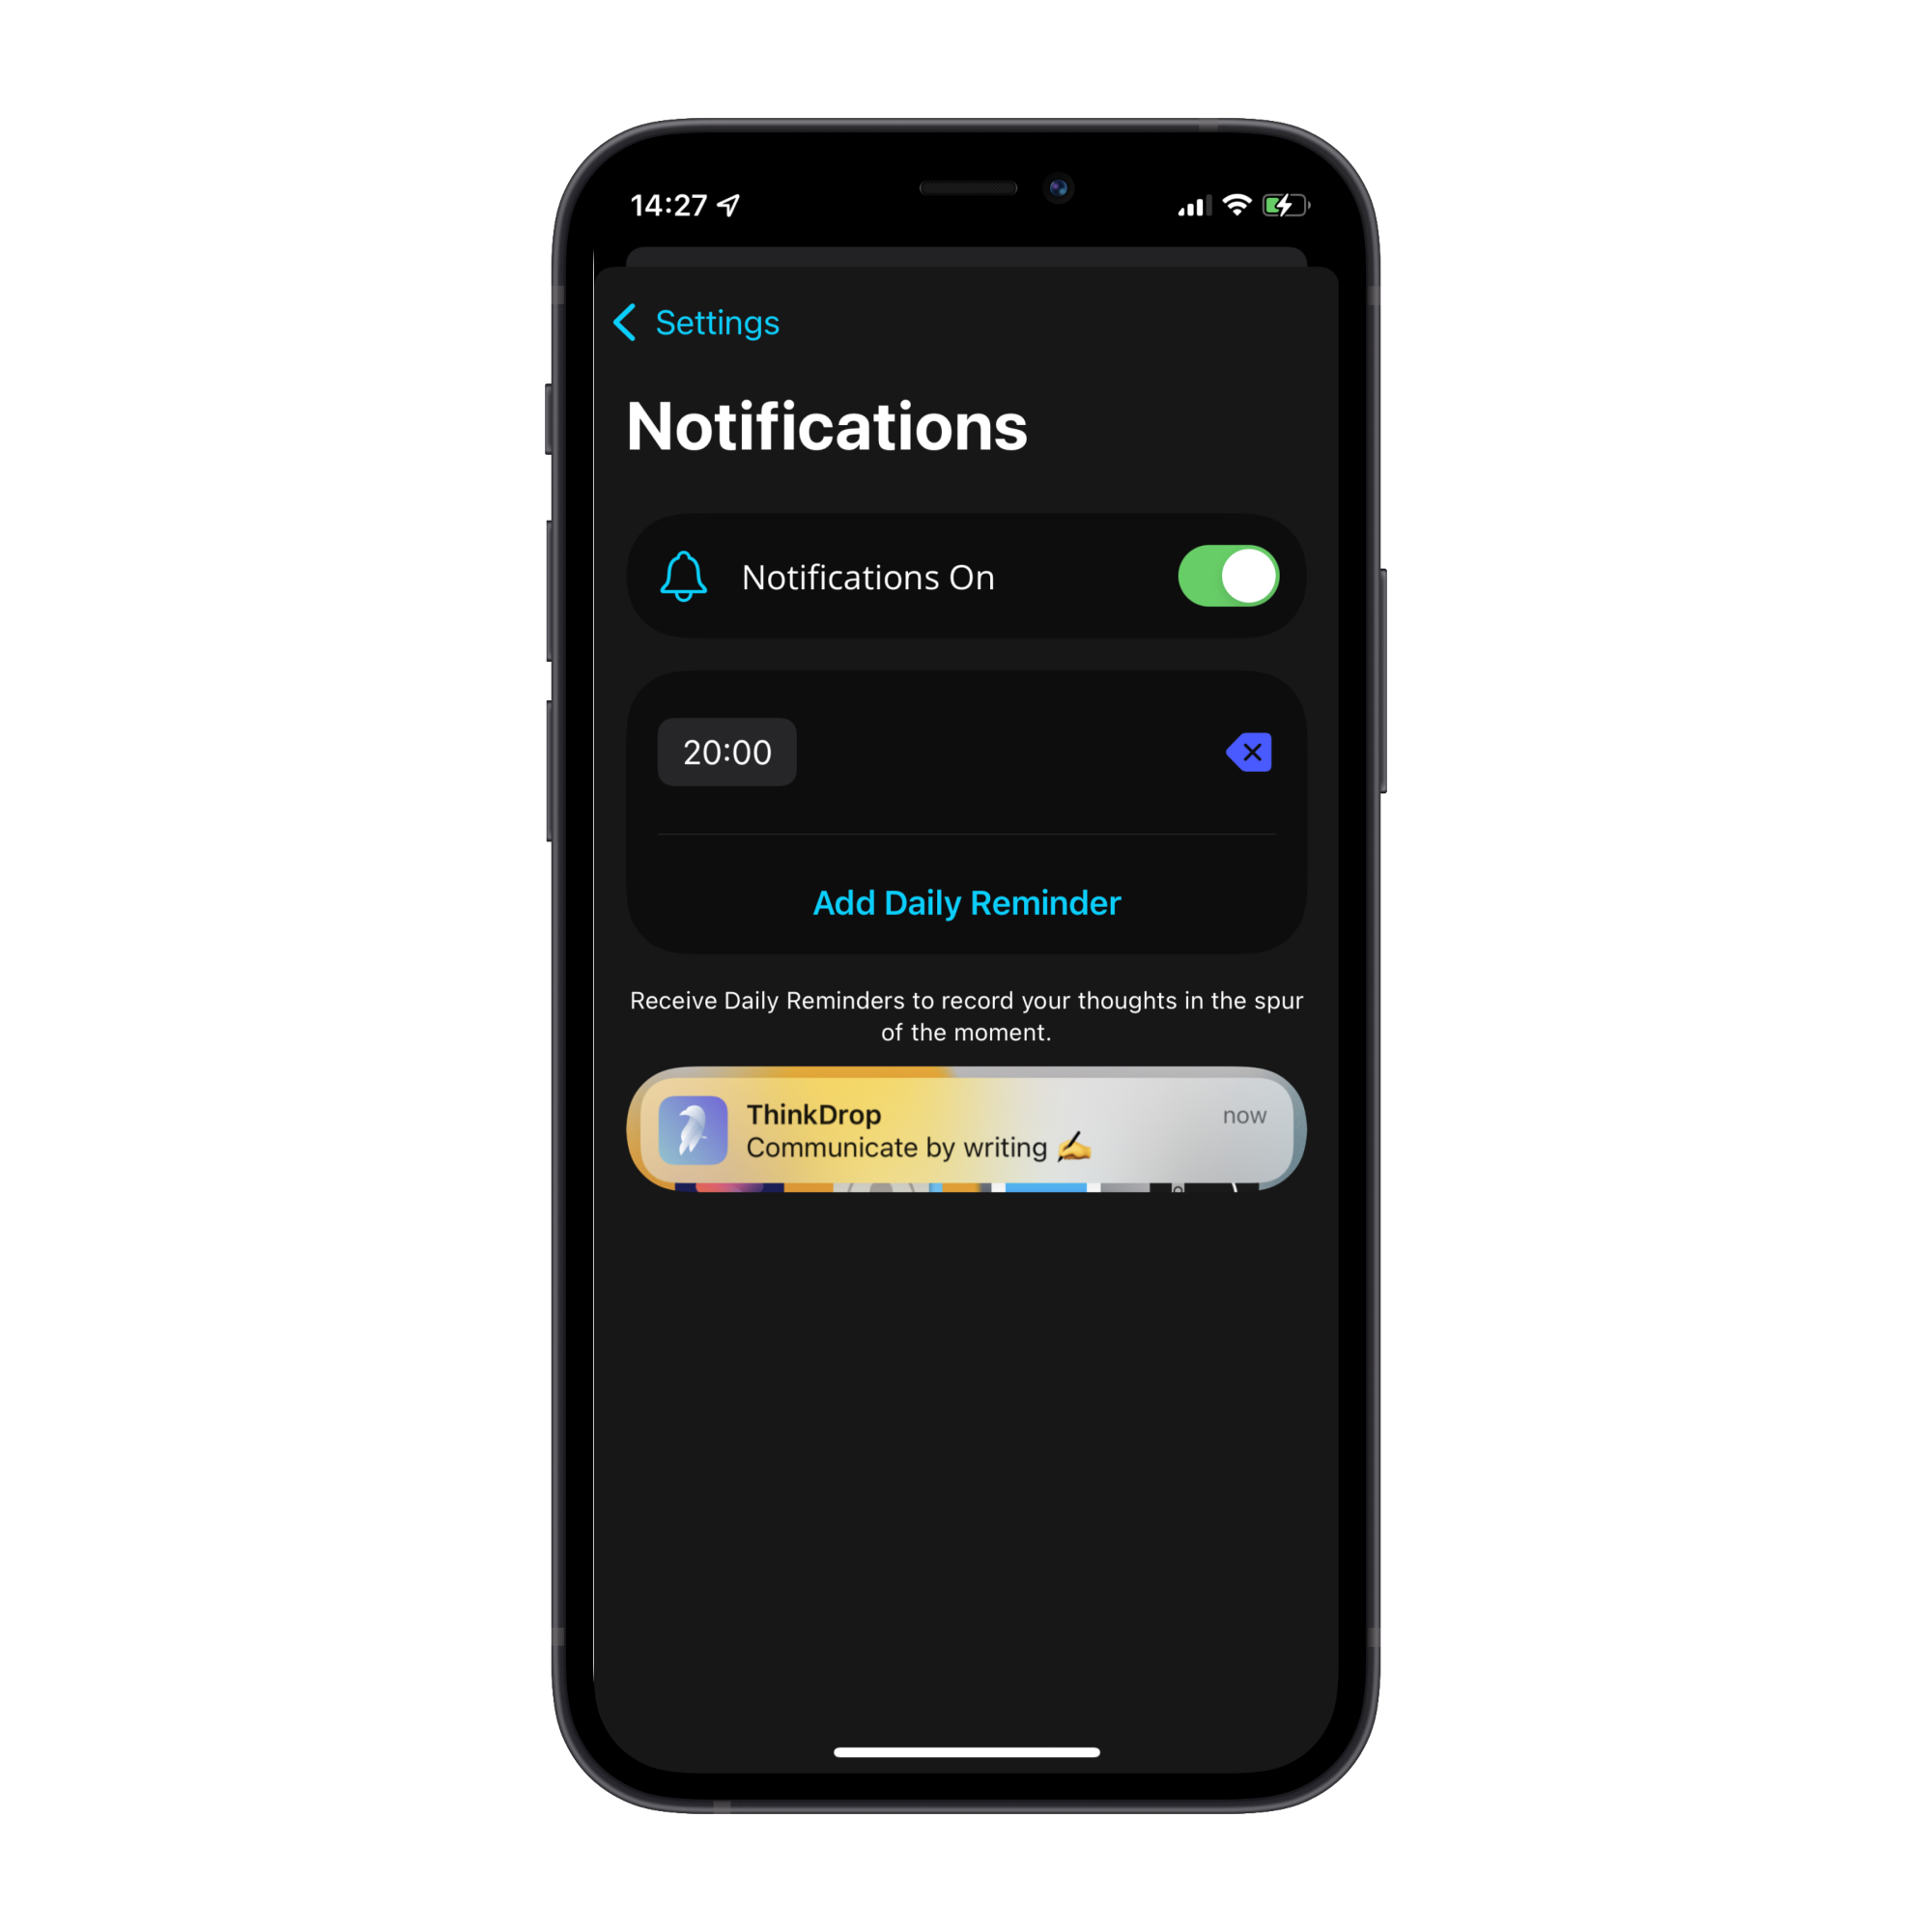 14:27
Settings
Notifications
Notifications On
20:00
Add Daily Reminder
Receive Daily Reminders to record your thoughts in the spur
of the moment.
ThinkDrop now
Communicate by writing ✍️